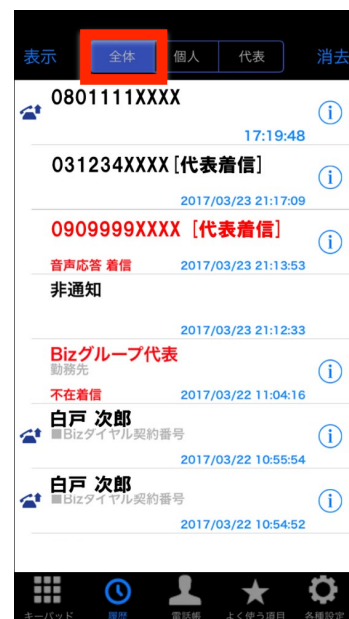 表示 全体 個人 代表 消去
0801111XXXX
17:19:48
031234XXXX[代表着信]
2017/03/23 21:17:09
0909999XXXX [代表着信]
音声応答 着信 2017/03/23 21:13:53
非通知
2017/03/23 21:12:33
Bizグループ代表
勤務先
不在着信 2017/03/22 11:04:16
白戸 次郎
■Bizダイヤル契約番号
2017/03/22 10:55:54
白戸 次郎
■Bizダイヤル契約番号
2017/03/22 10:54:52
キーパッド 履歴 電話帳 よく使う項目 各種設定